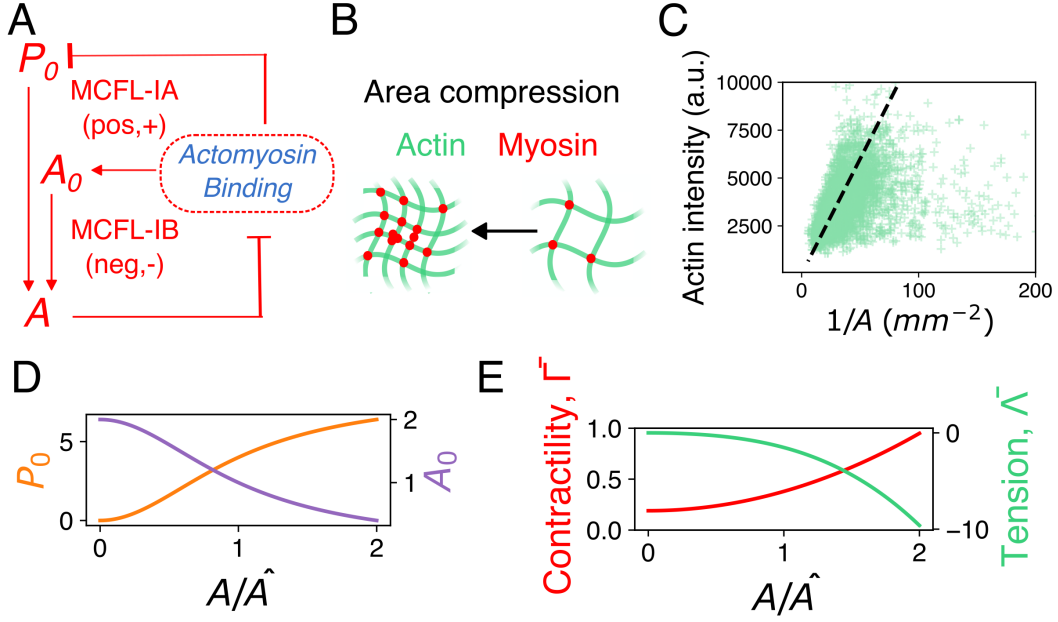 A
P₀
MCFL-IA
(pos,+)
A₀
Actomyosin
Binding
MCFL-IB
(neg,-)
A
B
Area compression
Actin Myosin
C
Actin intensity (a.u.)
10000
7500
5000
2500
0 100 200
1/A (mm⁻²)
D
P₀
5
0
2
1
A₀
0 1 2
A/Â
E
Contractility, Γ̄
1.0
0.5
0.0
0
−10
Tension, Λ̄
0 1 2
A/Â